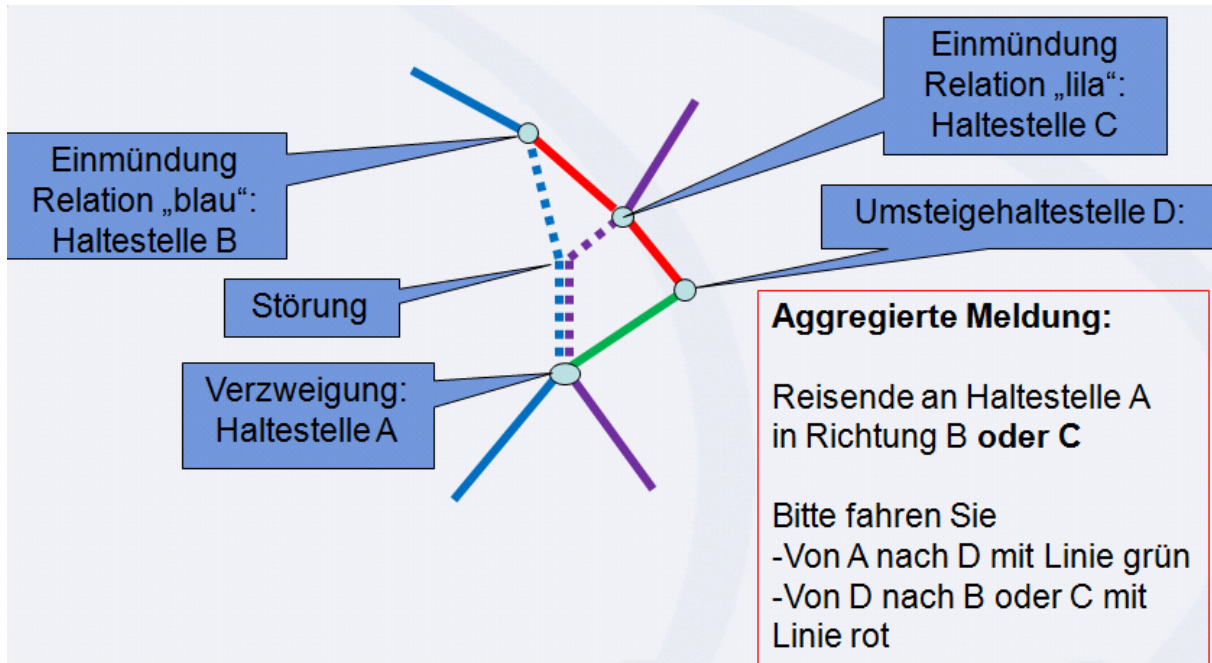 Einmündung
Relation „blau“:
Haltestelle B
Einmündung
Relation „lila“:
Haltestelle C
Umsteigehaltestelle D:
Störung
Verzweigung:
Haltestelle A
Aggregierte Meldung:
Reisende an Haltestelle A
in Richtung B oder C
Bitte fahren Sie
-Von A nach D mit Linie grün
-Von D nach B oder C mit
Linie rot